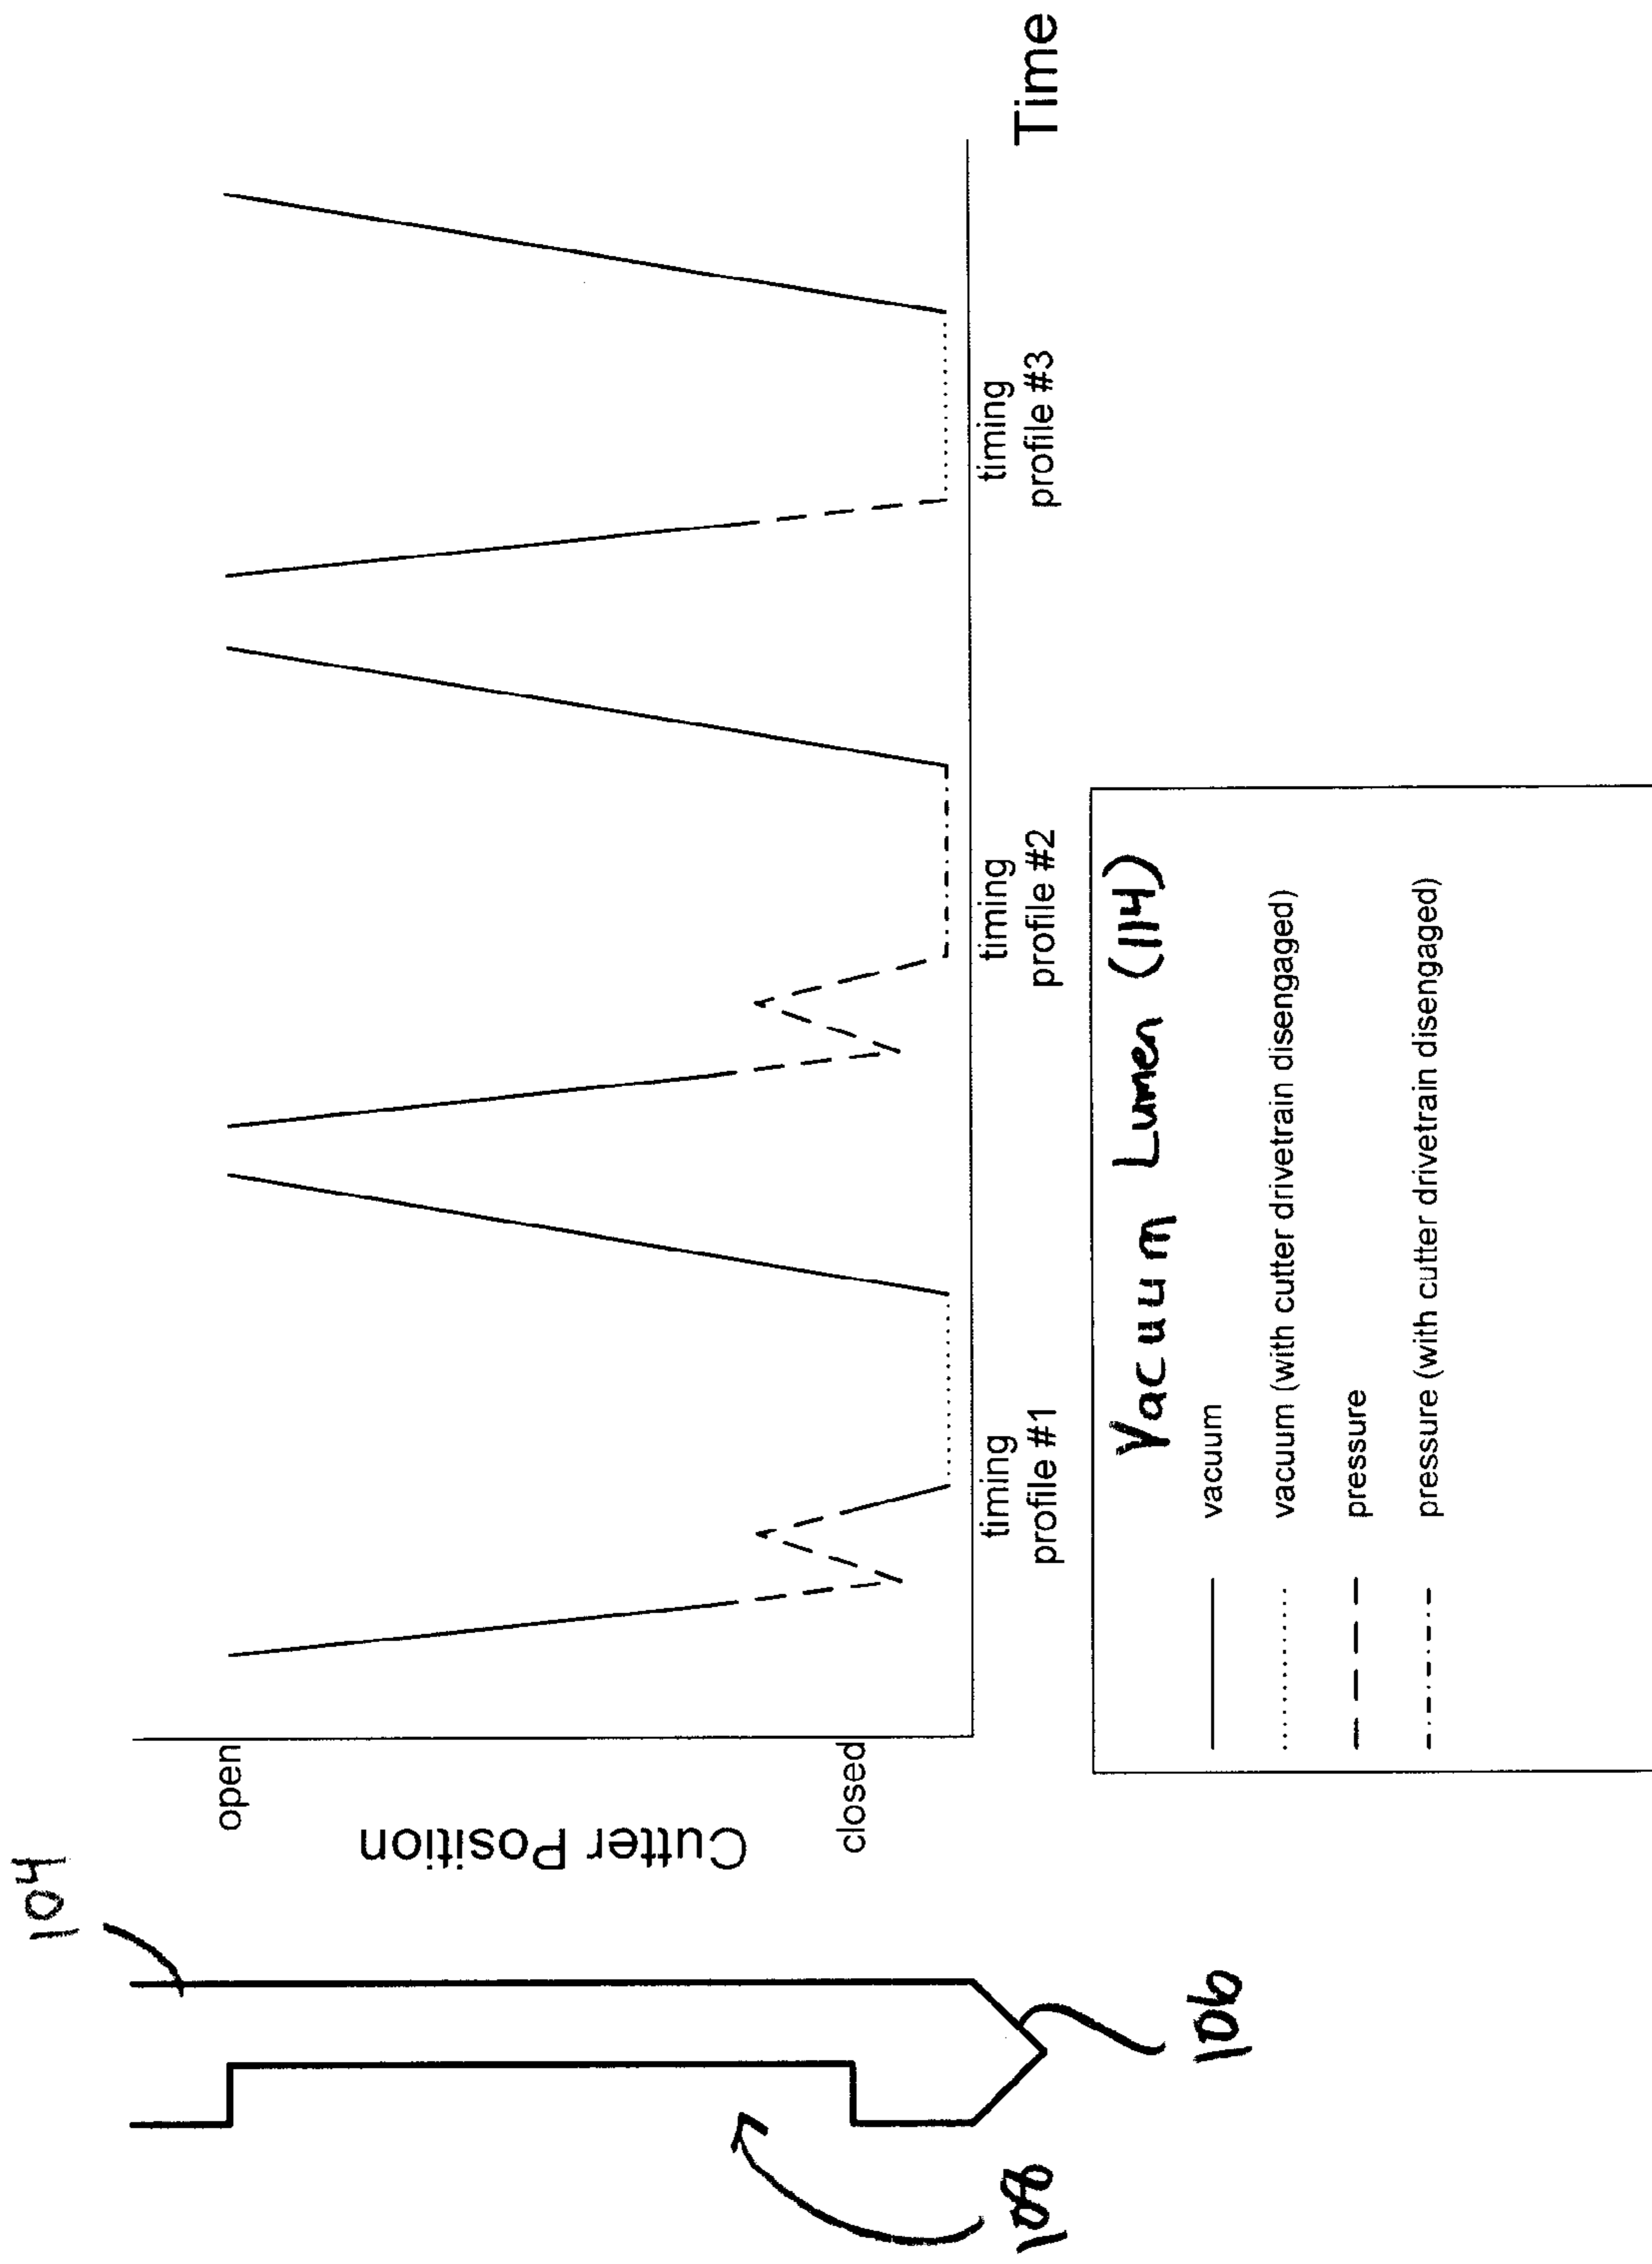 104
106
Cutter Position
open
closed
timing
profile #1
timing
profile #2
timing
profile #3
Time
Vacuum Lumen (114)
vacuum
vacuum (with cutter drivetrain disengaged)
pressure
pressure (with cutter drivetrain disengaged)